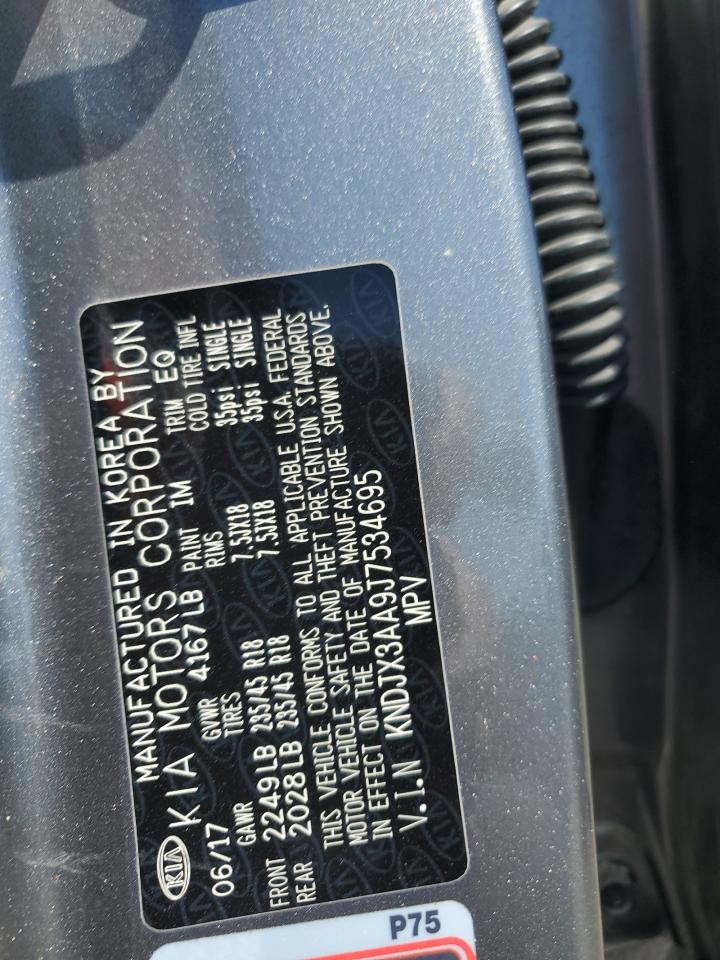 MANUFACTURED IN KOREA BY
KIA KIA MOTORS CORPORATION
06/17 GVWR 4167LB PAINT IM TRIM EQ
GAWR TIRES RIMS COLD TIRE INFL
FRONT 2249LB 235/45 R18 7.5JX18 35psi SINGLE
REAR 2028LB 235/45 R18 7.5JX18 35psi SINGLE
THIS VEHICLE CONFORMS TO ALL APPLICABLE U.S.A. FEDERAL
MOTOR VEHICLE SAFETY AND THEFT PREVENTION STANDARDS
IN EFFECT ON THE DATE OF MANUFACTURE SHOWN ABOVE.
V.I.N KNDJX3AA9J7534695
MPV
P75